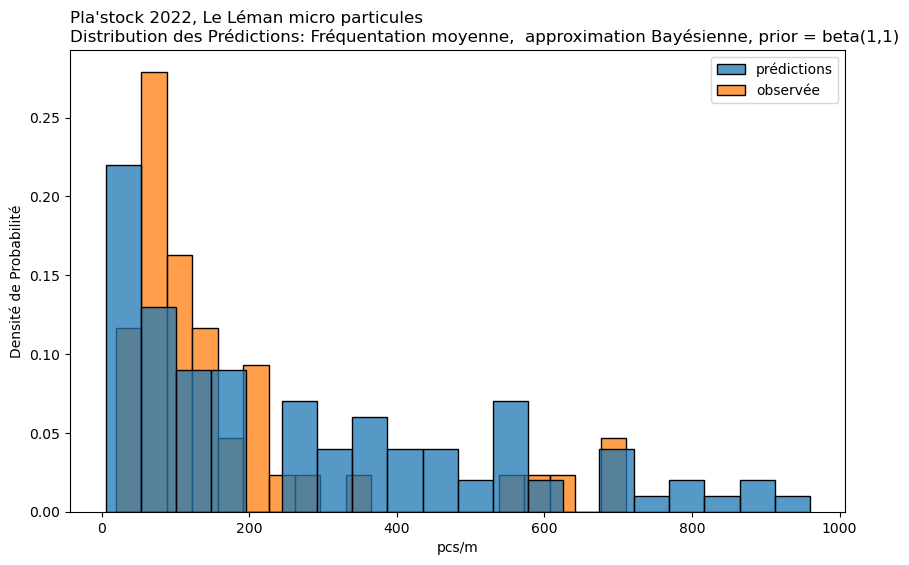 Pla'stock 2022, Le Léman micro particules
Distribution des Prédictions: Fréquentation moyenne,  approximation Bayésienne, prior = beta(1,1)
prédictions
observée
Densité de Probabilité
0.25
0.20
0.15
0.10
0.05
0.00
0
200
400
600
800
1000
pcs/m